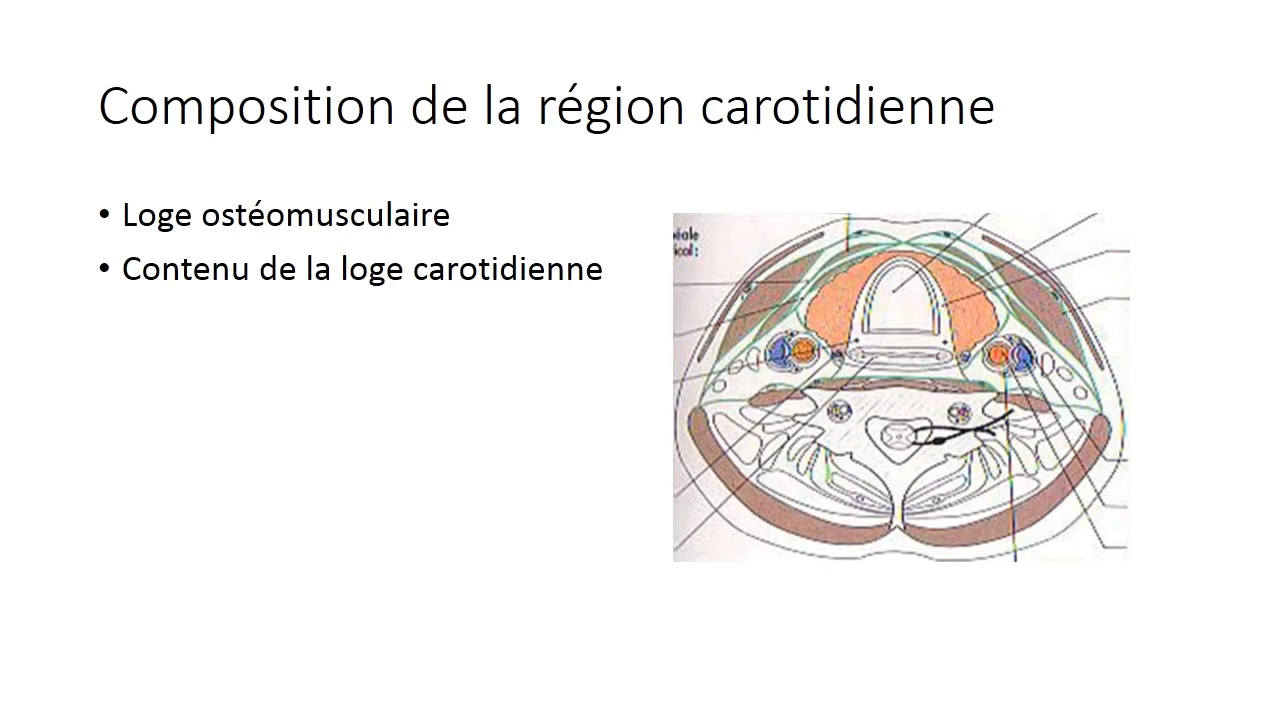 Composition de la région carotidienne
• Loge ostéomusculaire
• Contenu de la loge carotidienne